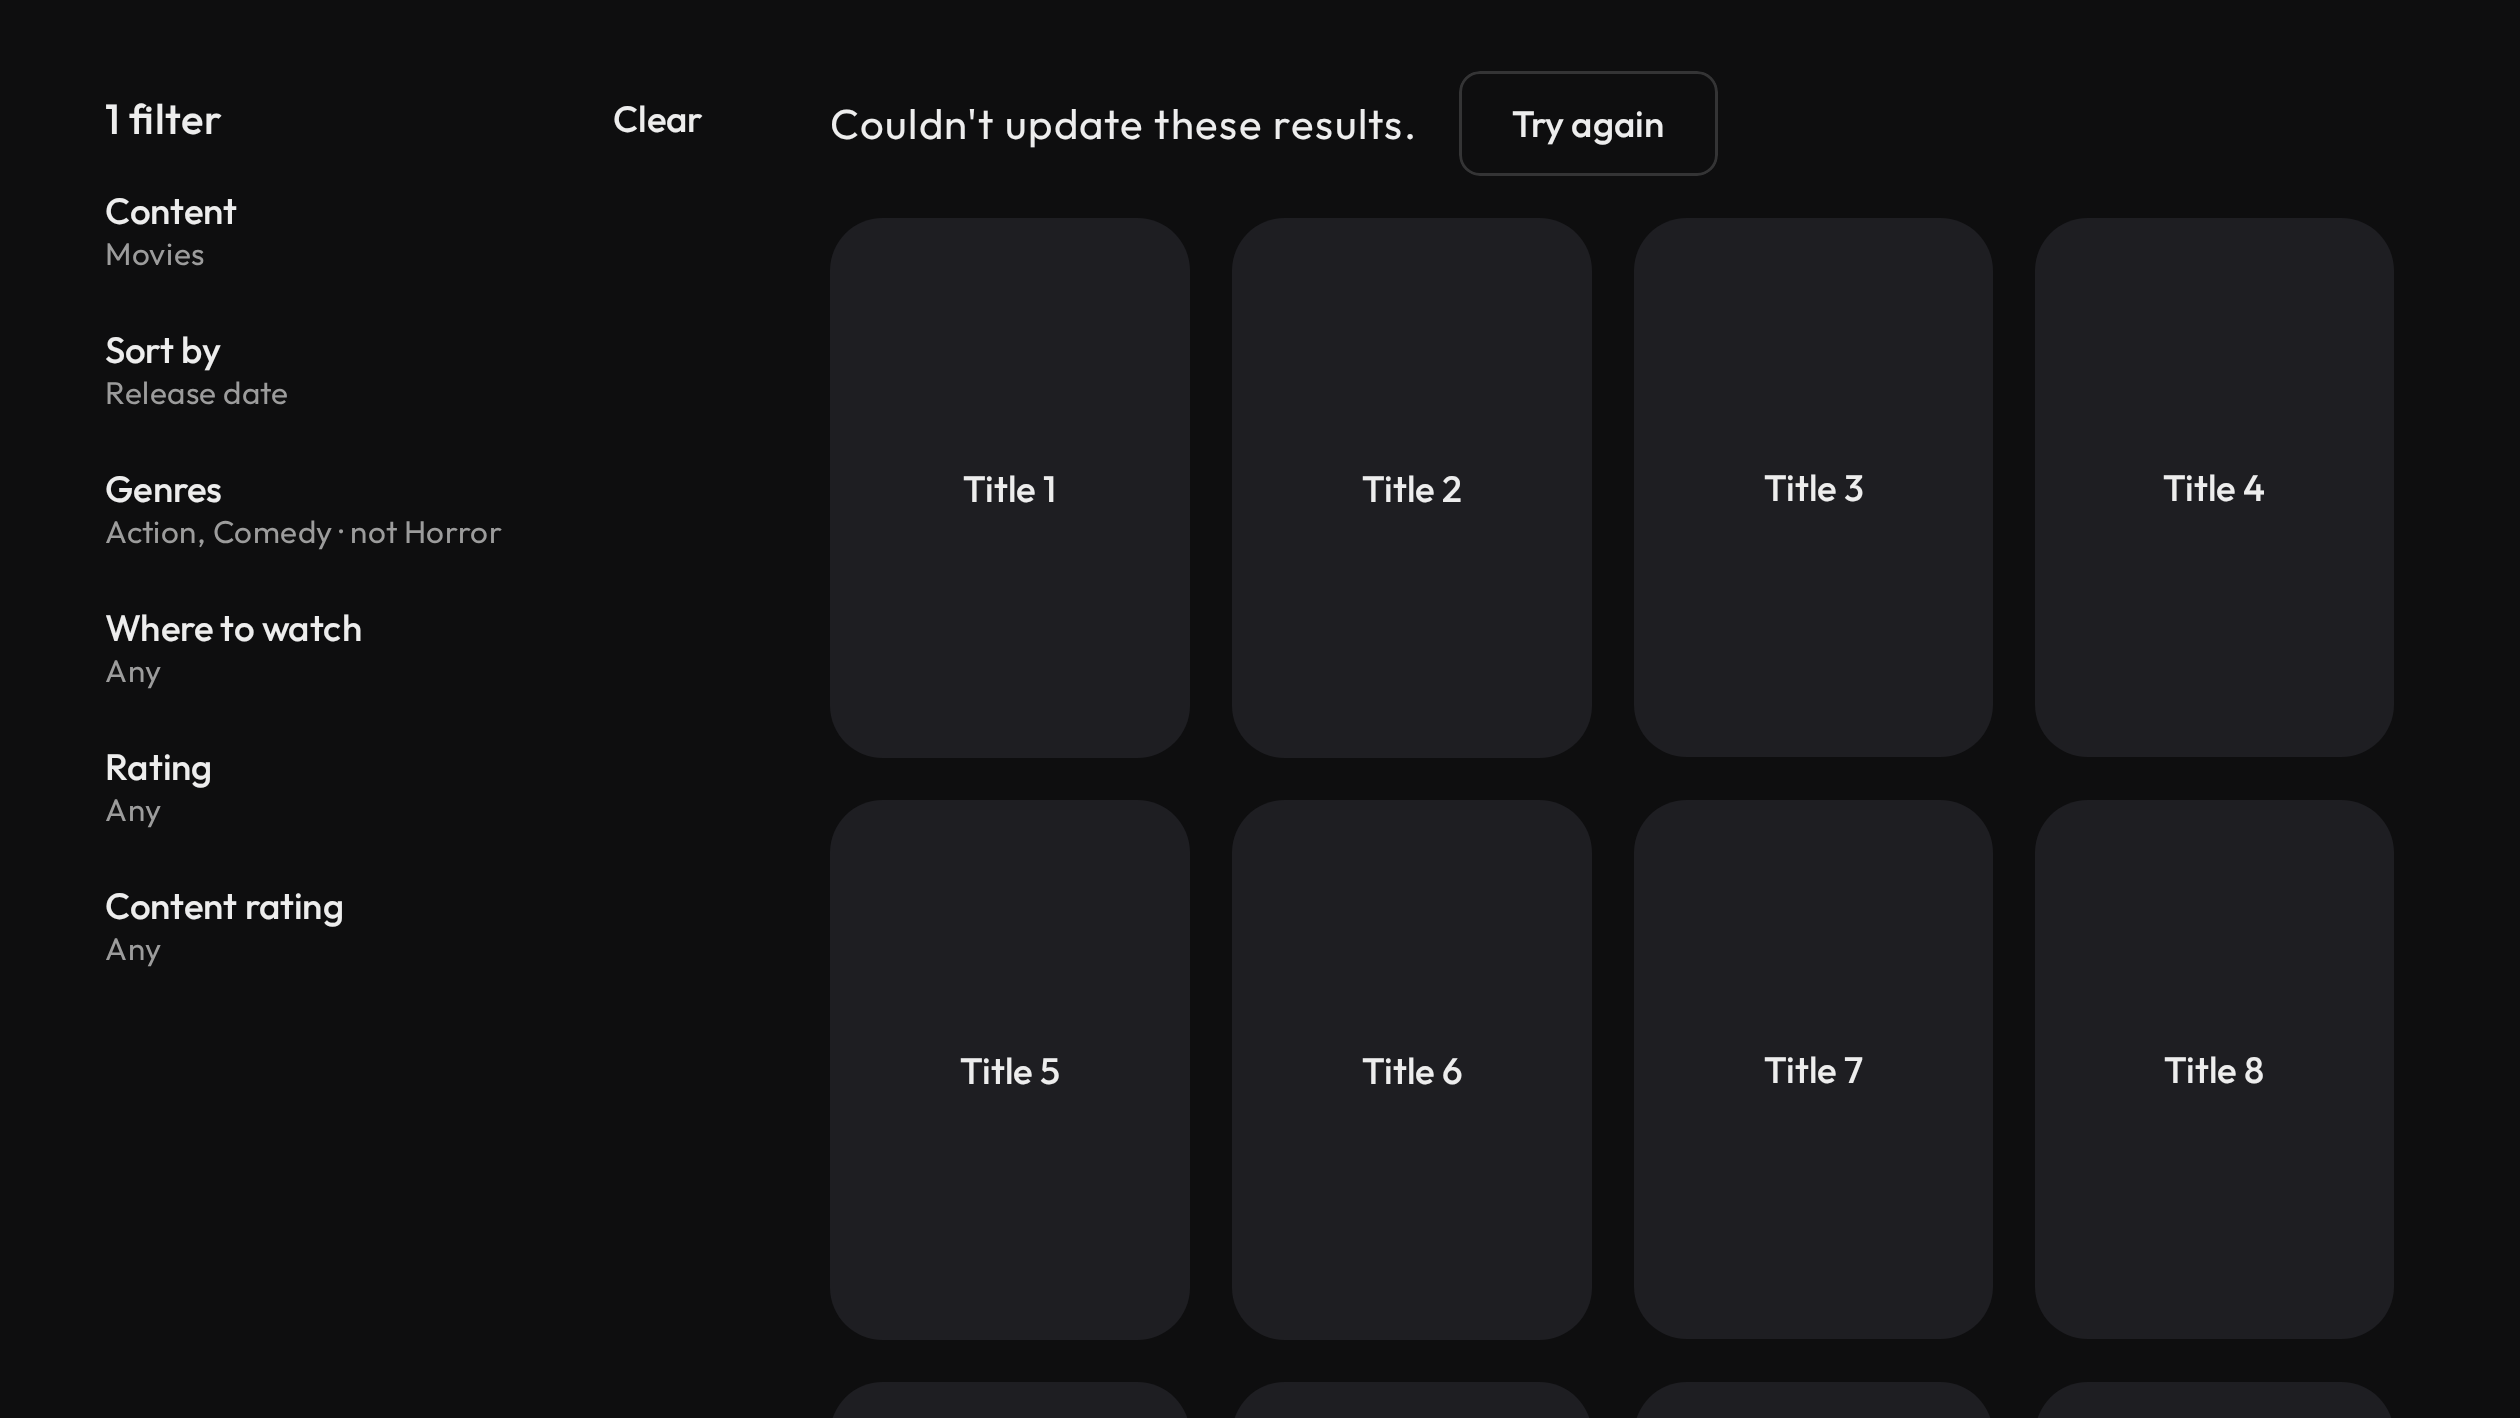 1 filter
Clear
Content
Movies
Sort by
Release date
Genres
Action, Comedy · not Horror
Where to watch
Any
Rating
Any
Content rating
Any
Couldn't update these results.
Try again
Title 1
Title 2
Title 3
Title 4
Title 5
Title 6
Title 7
Title 8